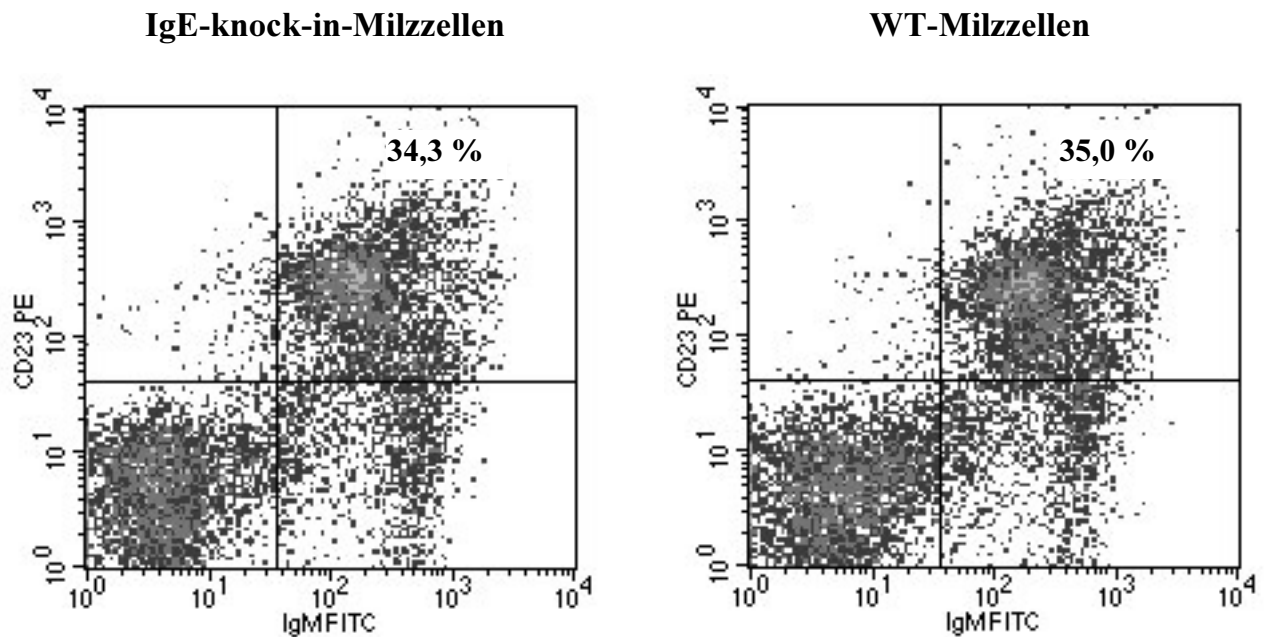 IgE-knock-in-Milzzellen
WT-Milzzellen
10^4
34,3 %
10^3
CD23 PE
10^2
10^1
10^0
10^0 10^1 10^2 10^3 10^4
IgMFITC
10^4
35,0 %
10^3
CD23 PE
10^2
10^1
10^0
10^0 10^1 10^2 10^3 10^4
IgMFITC